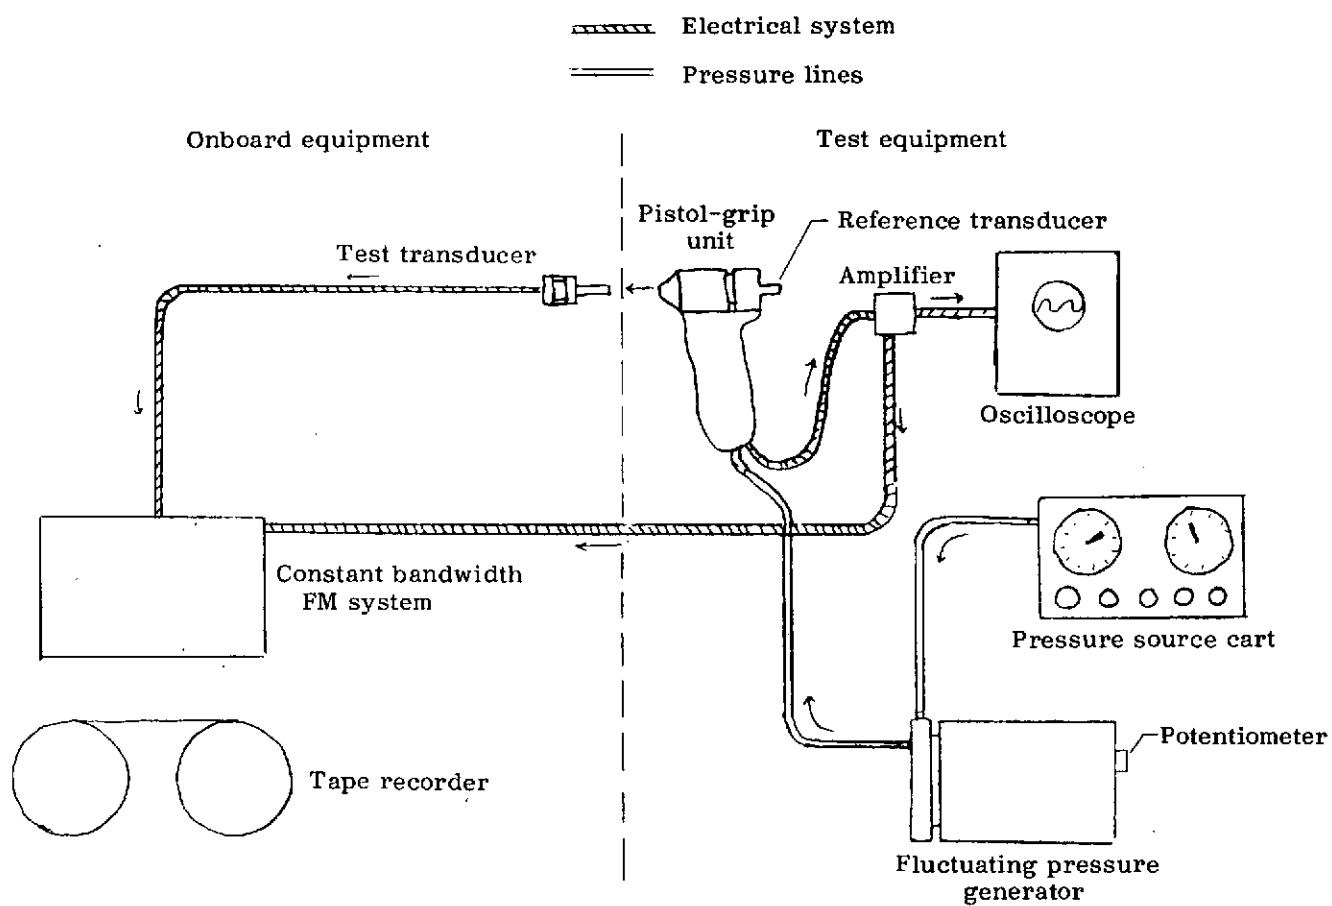 Electrical system
Pressure lines
Onboard equipment
Test equipment
Pistol-grip
unit
Reference transducer
Test transducer
Amplifier
Oscilloscope
Constant bandwidth
FM system
Pressure source cart
Potentiometer
Tape recorder
Fluctuating pressure
generator